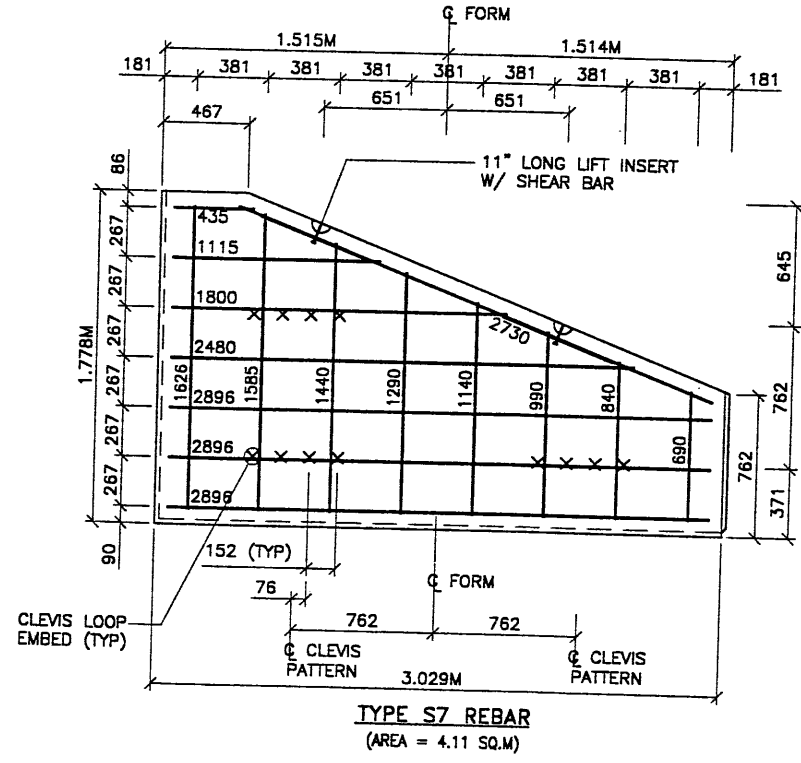 ℄ FORM
1.515M 1.514M
181 381 381 381 381 381 381 381 181
651 651
467
11" LONG LIFT INSERT
W/ SHEAR BAR
86
267
267
267
267
267
267
90
1.778M
435
1115
1800
2480
2896
2896
2896
1626
1585
1440
1290
1140
990
840
690
2730
645
762
371
762
152 (TYP)
76
℄ FORM
762 762
CLEVIS LOOP
EMBED (TYP)
℄ CLEVIS
PATTERN
℄ CLEVIS
PATTERN
3.029M
TYPE S7 REBAR
(AREA = 4.11 SQ.M)